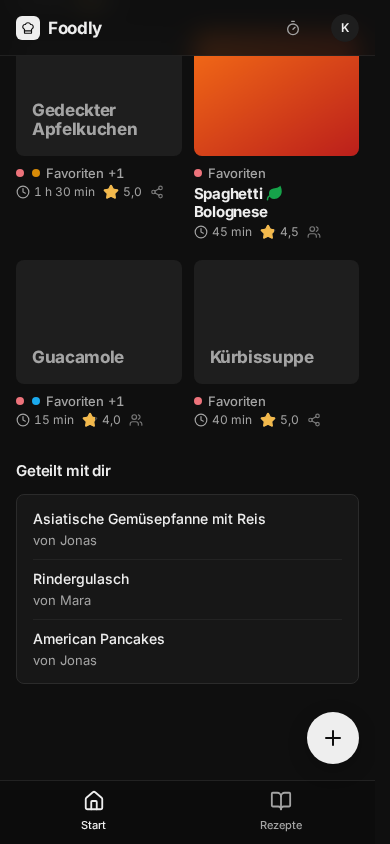 Foodly
K
Gedeckter
Apfelkuchen
Favoriten +1
1 h 30 min 5,0
Favoriten
Spaghetti
Bolognese
45 min 4,5
Guacamole
Favoriten +1
15 min 4,0
Kürbissuppe
Favoriten
40 min 5,0
Geteilt mit dir
Asiatische Gemüsepfanne mit Reis
von Jonas
Rindergulasch
von Mara
American Pancakes
von Jonas
Start
Rezepte